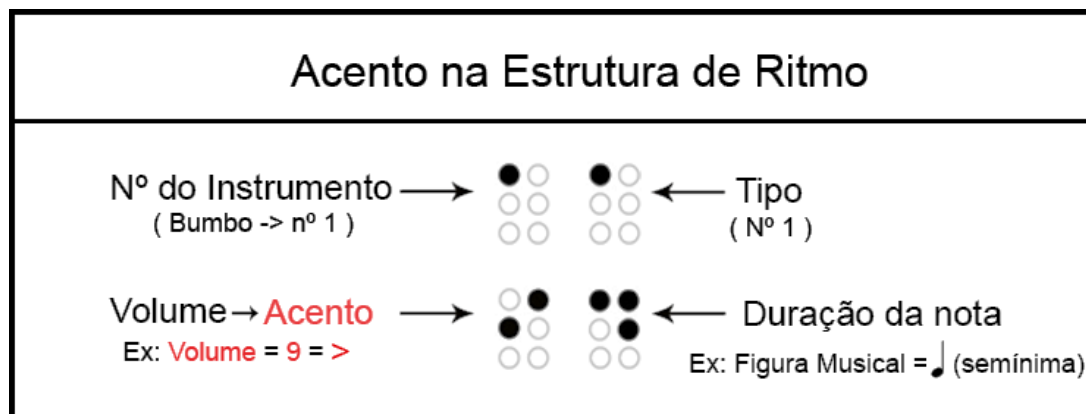 Acento na Estrutura de Ritmo
Nº do Instrumento
( Bumbo -> nº 1 )
Tipo
( Nº 1 )
Volume → Acento
Ex: Volume = 9 = >
Duração da nota
Ex: Figura Musical = ♩ (semínima)